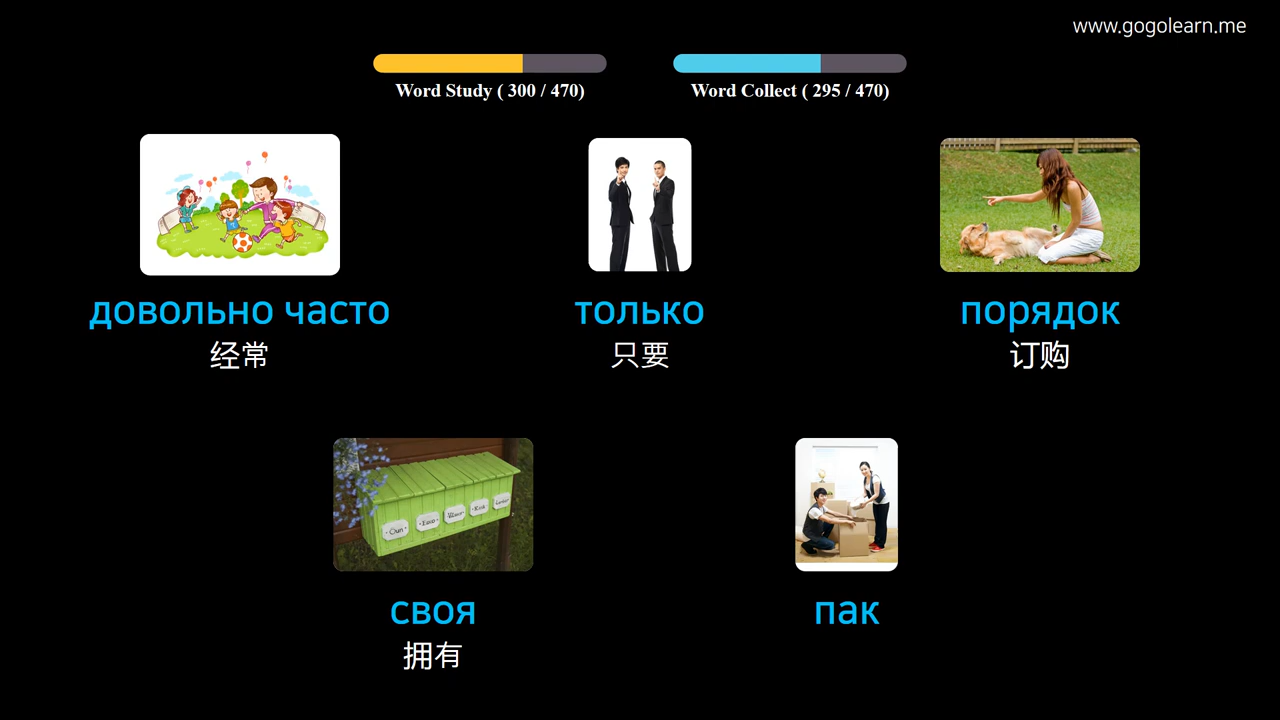 www.gogolearn.me
Word Study ( 300 / 470)
Word Collect ( 295 / 470)
довольно часто
经常
только
只要
порядок
订购
Own
своя
拥有
пак